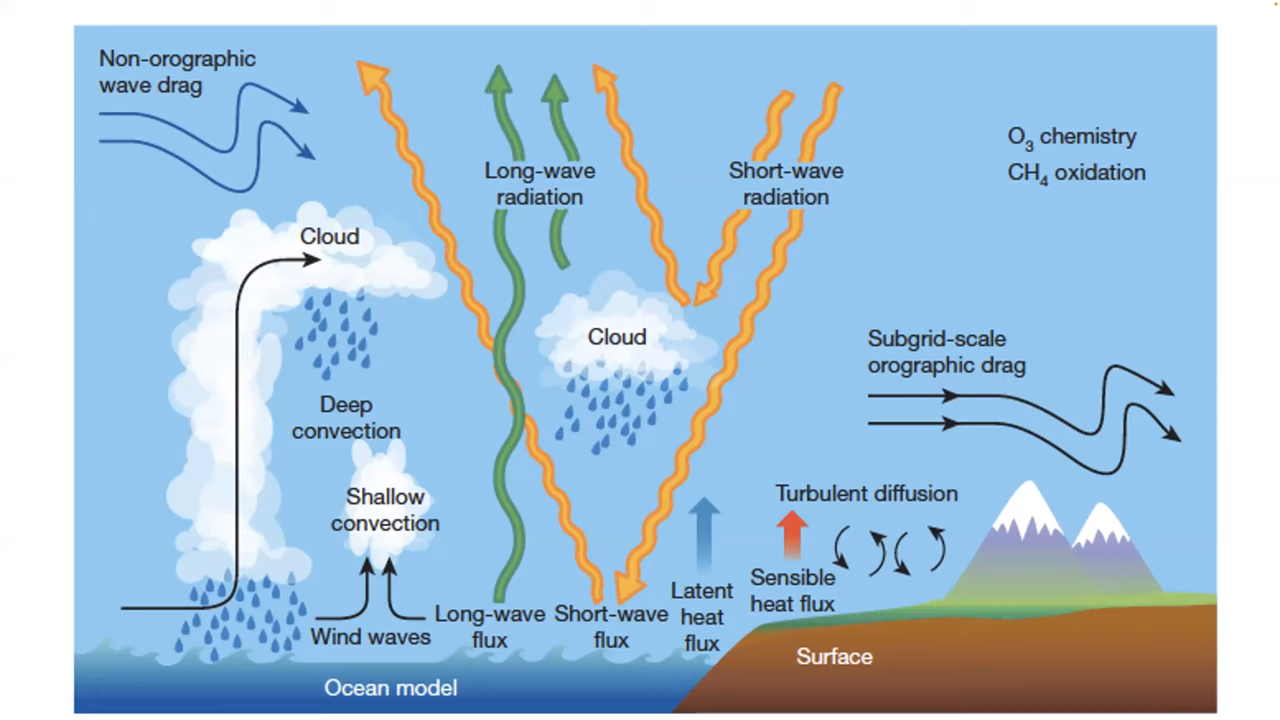 Non-orographic
wave drag
Long-wave
radiation
Short-wave
radiation
O₃ chemistry
CH₄ oxidation
Cloud
Cloud
Subgrid-scale
orographic drag
Deep
convection
Shallow
convection
Turbulent diffusion
Wind waves
Long-wave
flux
Short-wave
flux
Latent
heat
flux
Sensible
heat flux
Surface
Ocean model